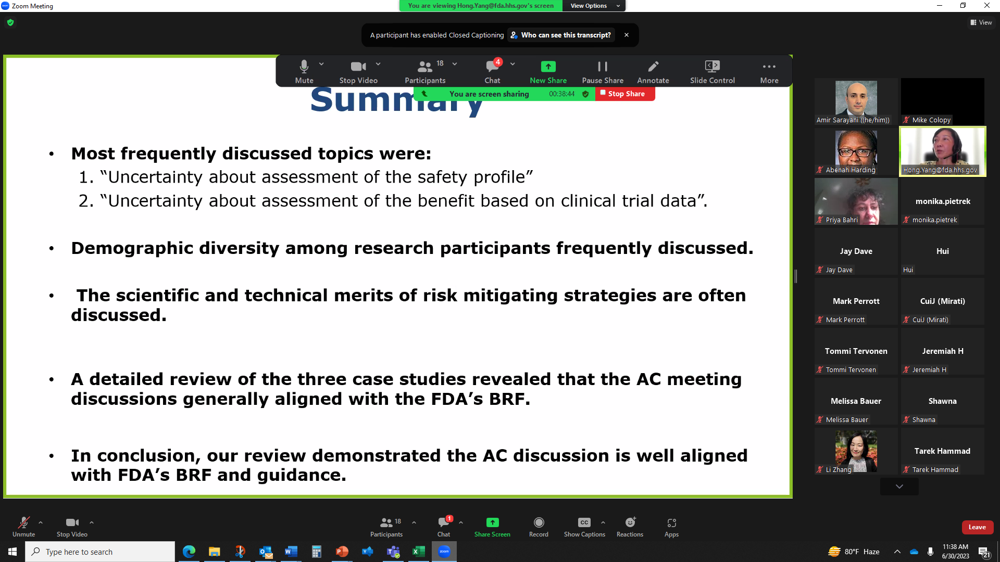 Zoom Meeting
You are viewing Hong.Yang@fda.hhs.gov's screen
View Options
View
A participant has enabled Closed Captioning
Who can see this transcript?
Mute
Stop Video
18
Participants
4
Chat
New Share
Pause Share
Annotate
Slide Control
More
You are screen sharing
00:38:44
Stop Share
Summary
• Most frequently discussed topics were:
1. “Uncertainty about assessment of the safety profile”
2. “Uncertainty about assessment of the benefit based on clinical trial data”.
• Demographic diversity among research participants frequently discussed.
• The scientific and technical merits of risk mitigating strategies are often
discussed.
• A detailed review of the three case studies revealed that the AC meeting
discussions generally aligned with the FDA’s BRF.
• In conclusion, our review demonstrated the AC discussion is well aligned
with FDA’s BRF and guidance.
Amir Sarayani ((he/him))
Mike Colopy
Abenah Harding
Hong.Yang@fda.hhs.gov
Priya Bahri
monika.pietrek
monika.pietrek
Jay Dave
Jay Dave
Hui
Hui
Mark Perrott
Mark Perrott
CuiJ (Mirati)
CuiJ (Mirati)
Tommi Tervonen
Tommi Tervonen
Jeremiah H
Jeremiah H
Melissa Bauer
Melissa Bauer
Shawna
Shawna
Li Zhang
Tarek Hammad
Tarek Hammad
Unmute
Stop Video
18
Participants
1
Chat
Share Screen
Record
CC
Show Captions
Reactions
Apps
Leave
Type here to search
zoom
80°F Haze
11:38 AM
6/30/2023
21